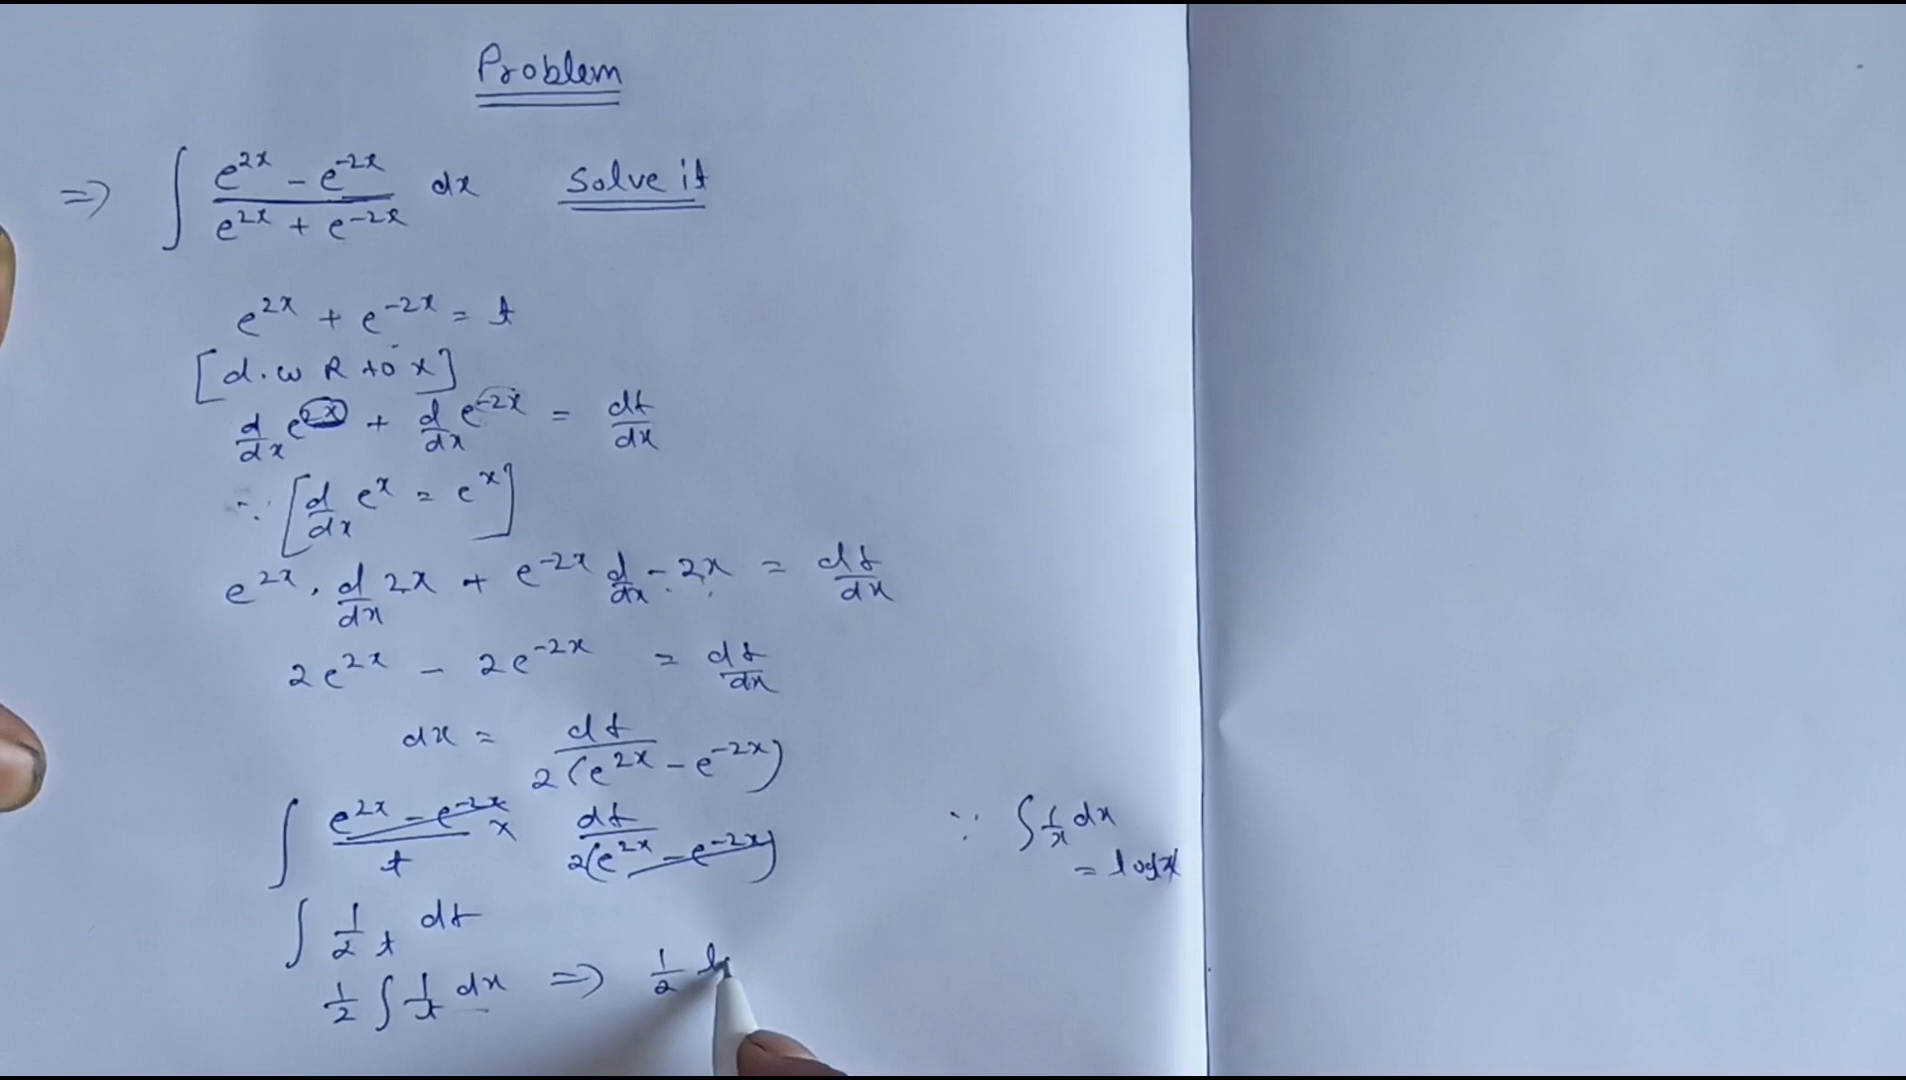 Problem
=> ∫ (e^{2x} - e^{-2x})/(e^{2x} + e^{-2x}) dx   Solve it
e^{2x} + e^{-2x} = t
[d.w R to x]
d/dx e^{2x} + d/dx e^{-2x} = dt/dx
∵ [d/dx e^x = e^x]
e^{2x} . d/dx 2x + e^{-2x} d/dx - 2x = dt/dx
2e^{2x} - 2e^{-2x} = dt/dx
dx = dt/2(e^{2x} - e^{-2x})
∫ (e^{2x} - e^{-2x})/t × dt/2(e^{2x} - e^{-2x})
∵ ∫ 1/x dx
= log x
∫ 1/2t dt
1/2 ∫ 1/t dx => 1/2 l